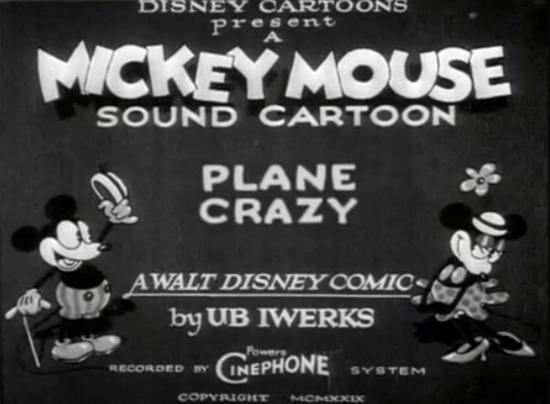 DISNEY CARTOONS
present
A
MICKEY MOUSE
SOUND CARTOON
PLANE
CRAZY
A WALT DISNEY COMIC
by UB IWERKS
RECORDED BY Powers CINEPHONE SYSTEM
COPYRIGHT MCMXXIX